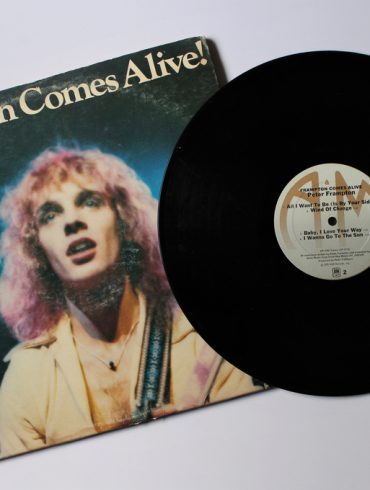 n Comes Alive!
FRAMPTON COMES ALIVE
Peter Frampton
All I Want To Be (Is By Your Side)
Wind Of Change
Baby, I Love Your Way
I Wanna Go To The Sun
2